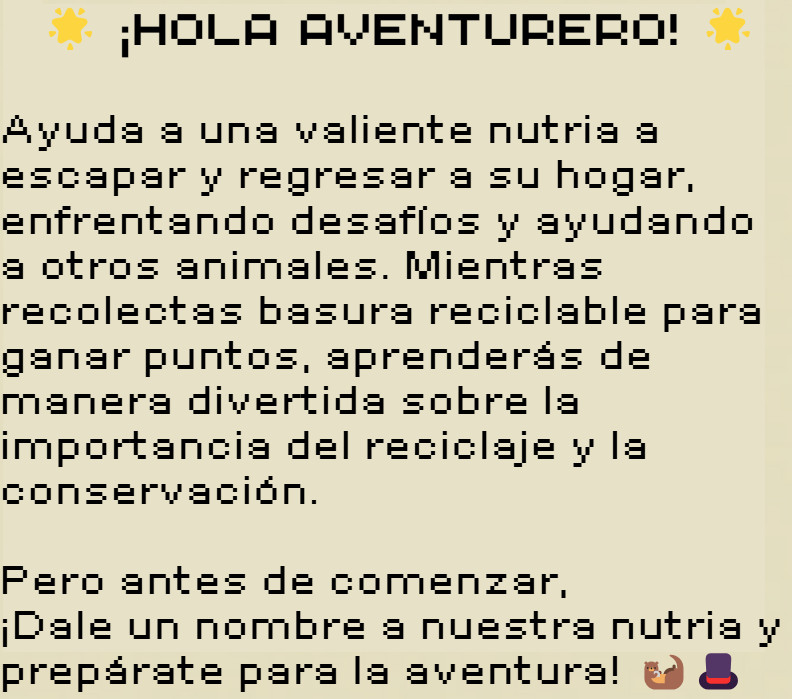 🌟 ¡HOLA AVENTURERO! 🌟
Ayuda a una valiente nutria a
escapar y regresar a su hogar,
enfrentando desafíos y ayudando
a otros animales. Mientras
recolectas basura reciclable para
ganar puntos, aprenderás de
manera divertida sobre la
importancia del reciclaje y la
conservación.
Pero antes de comenzar,
¡Dale un nombre a nuestra nutria y
prepárate para la aventura! 🦦 🎩